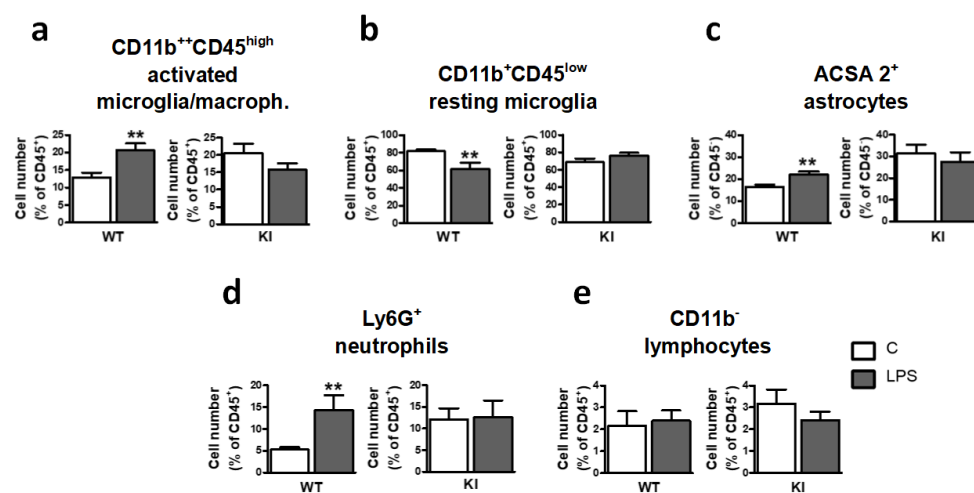 a
CD11b⁺⁺CD45ʰⁱᵍʰ
activated
microglia/macroph.
Cell number
(% of CD45⁺)
25
20
15
10
5
0
**
WT
Cell number
(% of CD45⁺)
25
20
15
10
5
0
KI
b
CD11b⁺CD45ˡᵒʷ
resting microglia
Cell number
(% of CD45⁺)
100
80
60
40
20
0
**
WT
Cell number
(% of CD45⁺)
100
80
60
40
20
0
KI
c
ACSA 2⁺
astrocytes
Cell number
(% of CD45⁻)
40
30
20
10
0
**
WT
Cell number
(% of CD45⁻)
40
30
20
10
0
KI
d
Ly6G⁺
neutrophils
Cell number
(% of CD45⁺)
20
15
10
5
0
**
WT
Cell number
(% of CD45⁺)
20
15
10
5
0
KI
e
CD11b⁻
lymphocytes
Cell number
(% of CD45⁺)
4
3
2
1
0
WT
Cell number
(% of CD45⁺)
4
3
2
1
0
KI
C
LPS